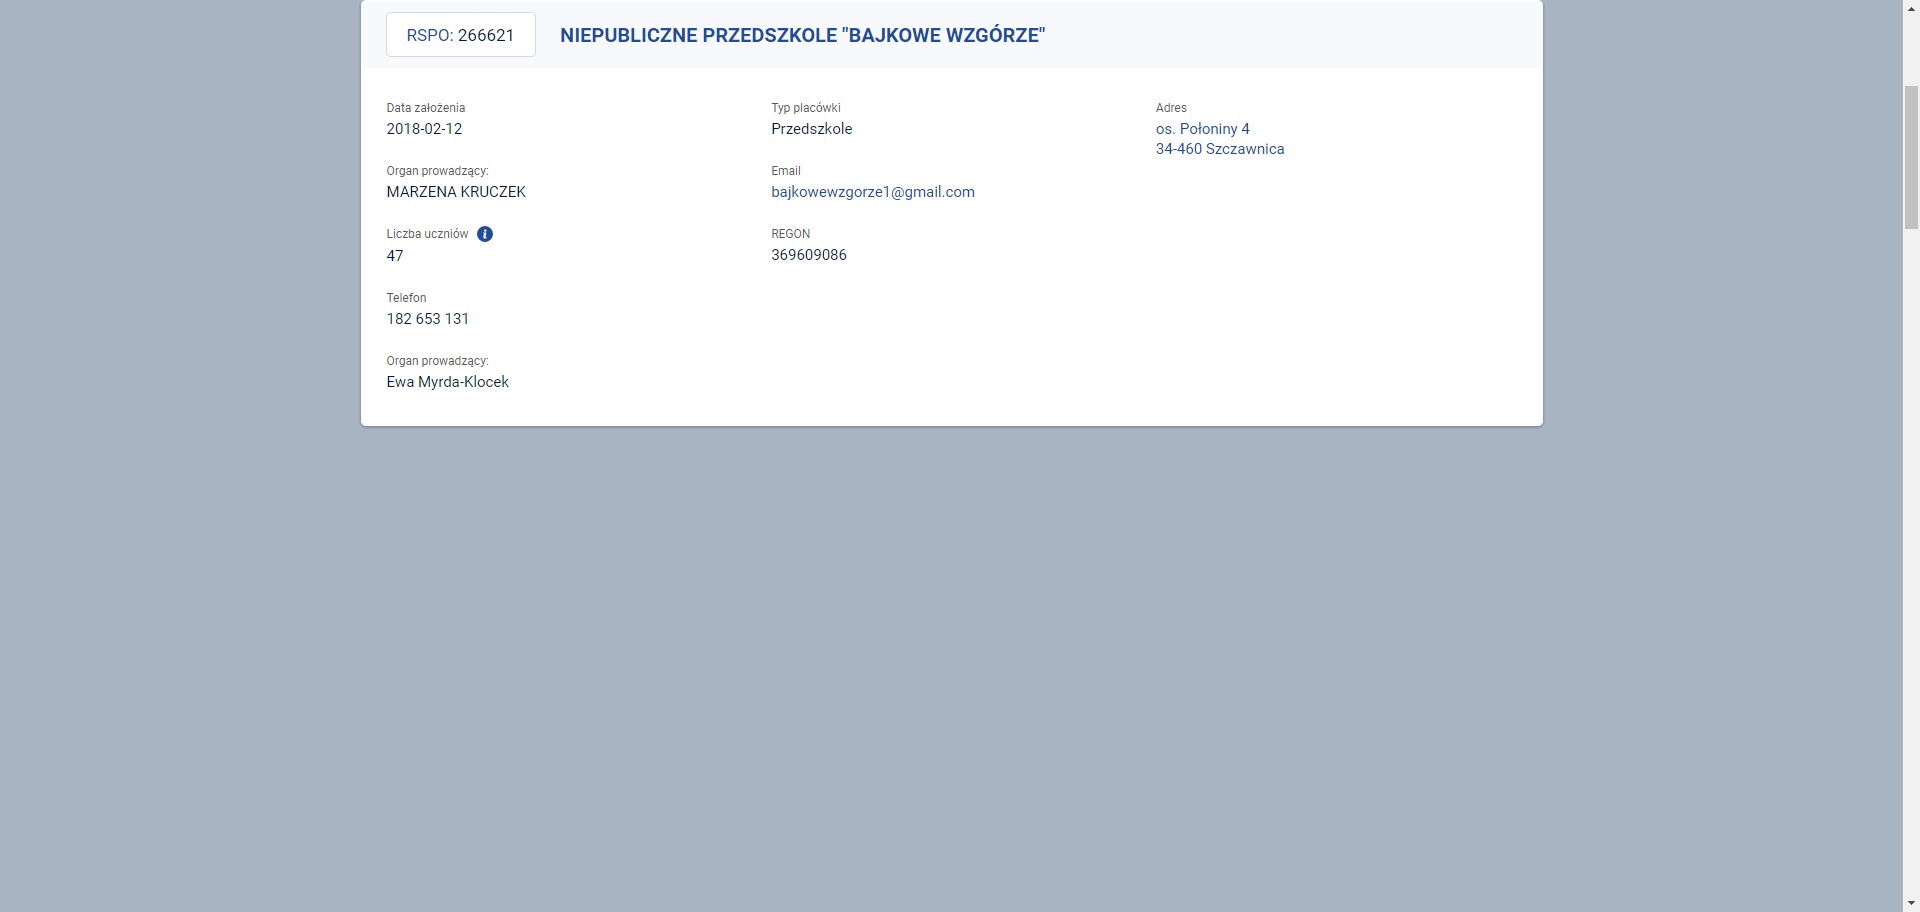 RSPO: 266621
NIEPUBLICZNE PRZEDSZKOLE "BAJKOWE WZGÓRZE"
Data założenia
2018-02-12
Organ prowadzący:
MARZENA KRUCZEK
Liczba uczniów
47
Telefon
182 653 131
Organ prowadzący:
Ewa Myrda-Klocek
Typ placówki
Przedszkole
Email
bajkowewzgorze1@gmail.com
REGON
369609086
Adres
os. Połoniny 4
34-460 Szczawnica